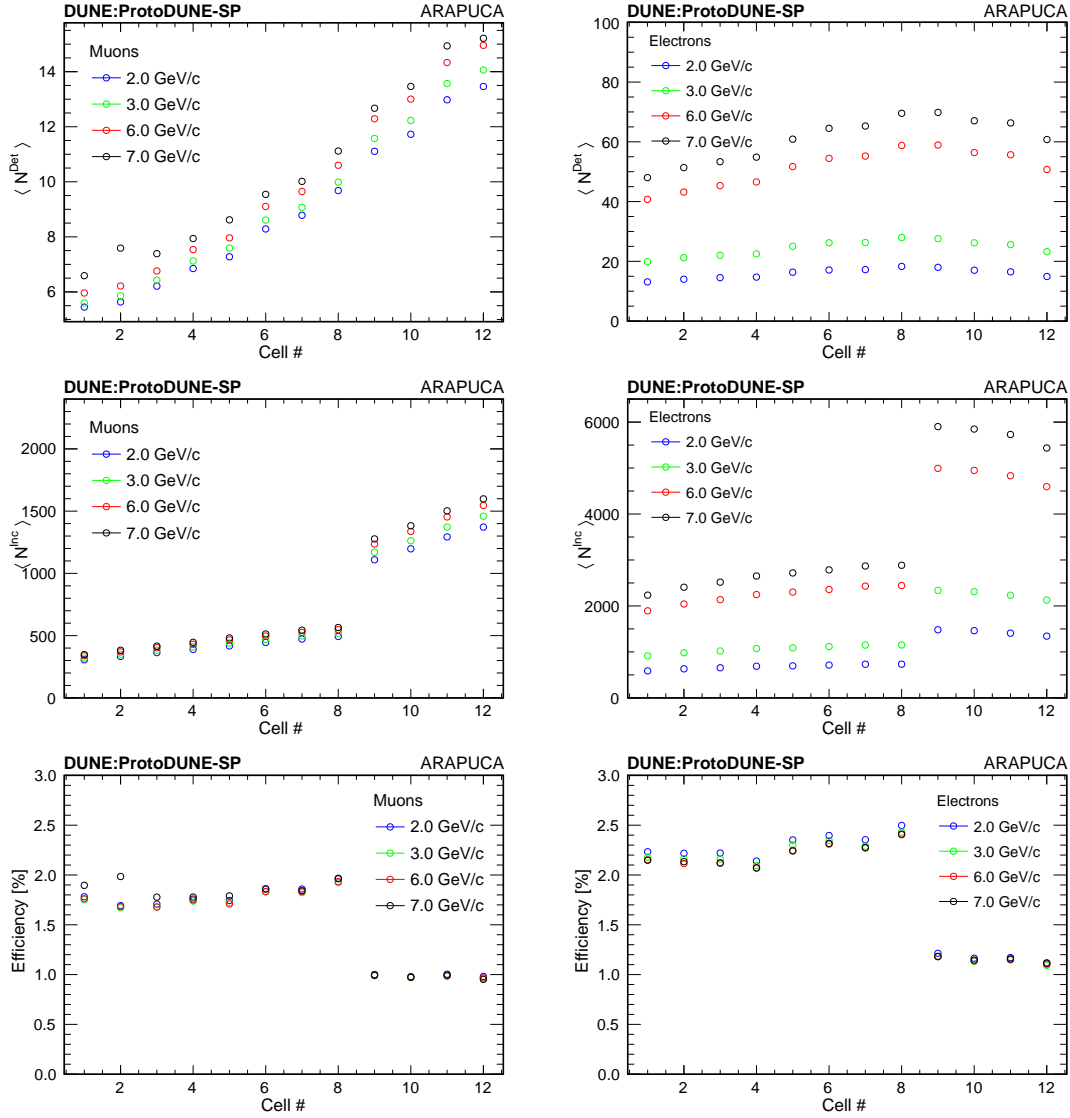 DUNE:ProtoDUNE-SP ARAPUCA
Muons
2.0 GeV/c
3.0 GeV/c
6.0 GeV/c
7.0 GeV/c
⟨ N^Det ⟩
14
12
10
8
6
2 4 6 8 10 12
Cell #
DUNE:ProtoDUNE-SP ARAPUCA
Electrons
2.0 GeV/c
3.0 GeV/c
6.0 GeV/c
7.0 GeV/c
⟨ N^Det ⟩
100
80
60
40
20
0
2 4 6 8 10 12
Cell #
DUNE:ProtoDUNE-SP ARAPUCA
Muons
2.0 GeV/c
3.0 GeV/c
6.0 GeV/c
7.0 GeV/c
⟨ N^Inc ⟩
2000
1500
1000
500
0
2 4 6 8 10 12
Cell #
DUNE:ProtoDUNE-SP ARAPUCA
Electrons
2.0 GeV/c
3.0 GeV/c
6.0 GeV/c
7.0 GeV/c
⟨ N^Inc ⟩
6000
4000
2000
0
2 4 6 8 10 12
Cell #
DUNE:ProtoDUNE-SP ARAPUCA
Muons
2.0 GeV/c
3.0 GeV/c
6.0 GeV/c
7.0 GeV/c
Efficiency [%]
3.0
2.5
2.0
1.5
1.0
0.5
0.0
2 4 6 8 10 12
Cell #
DUNE:ProtoDUNE-SP ARAPUCA
Electrons
2.0 GeV/c
3.0 GeV/c
6.0 GeV/c
7.0 GeV/c
Efficiency [%]
3.0
2.5
2.0
1.5
1.0
0.5
0.0
2 4 6 8 10 12
Cell #